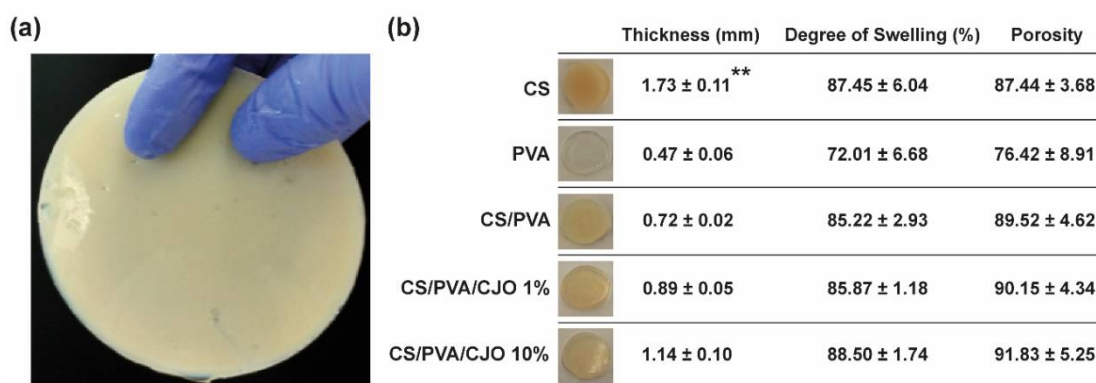 (a)
(b)
Thickness (mm) Degree of Swelling (%) Porosity
CS 1.73 ± 0.11** 87.45 ± 6.04 87.44 ± 3.68
PVA 0.47 ± 0.06 72.01 ± 6.68 76.42 ± 8.91
CS/PVA 0.72 ± 0.02 85.22 ± 2.93 89.52 ± 4.62
CS/PVA/CJO 1% 0.89 ± 0.05 85.87 ± 1.18 90.15 ± 4.34
CS/PVA/CJO 10% 1.14 ± 0.10 88.50 ± 1.74 91.83 ± 5.25